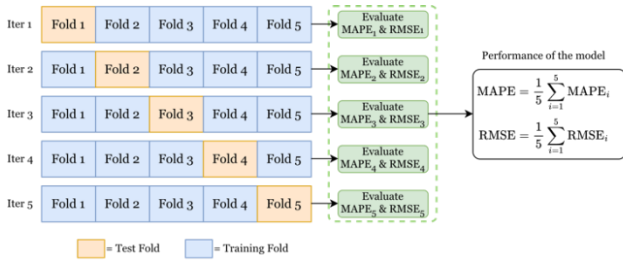 Iter 1 Fold 1 Fold 2 Fold 3 Fold 4 Fold 5 Evaluate
MAPE₁ & RMSE₁
Iter 2 Fold 1 Fold 2 Fold 3 Fold 4 Fold 5 Evaluate
MAPE₂ & RMSE₂
Iter 3 Fold 1 Fold 2 Fold 3 Fold 4 Fold 5 Evaluate
MAPE₃ & RMSE₃
Iter 4 Fold 1 Fold 2 Fold 3 Fold 4 Fold 5 Evaluate
MAPE₄ & RMSE₄
Iter 5 Fold 1 Fold 2 Fold 3 Fold 4 Fold 5 Evaluate
MAPE₅ & RMSE₅
Performance of the model
MAPE = 1/5 ∑_{i=1}^{5} MAPEᵢ
RMSE = 1/5 ∑_{i=1}^{5} RMSEᵢ
= Test Fold = Training Fold